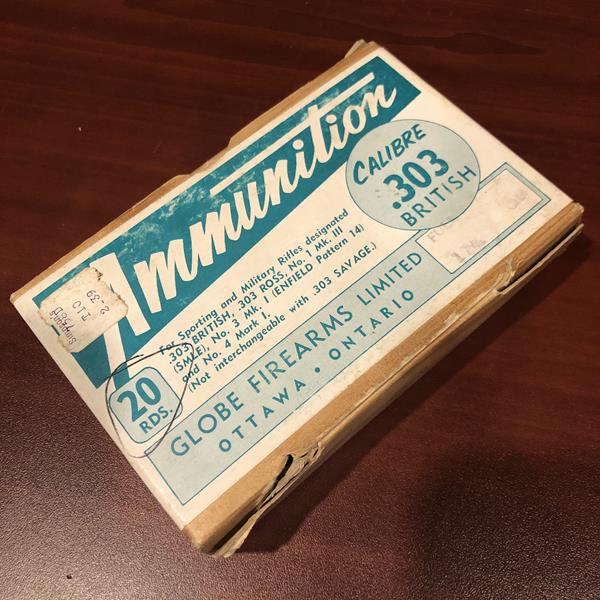 Ammunition
CALIBRE
.303
BRITISH
For Sporting and Military Rifles designated
.303 BRITISH, .303 ROSS, No. 1 Mk. III
(SMLE), No. 3 Mk. I (ENFIELD Pattern 14)
and No. 4 Mark I.
(Not interchangeable with .303 SAVAGE.)
20
RDS.
GLOBE FIREARMS LIMITED
OTTAWA • ONTARIO
2.39